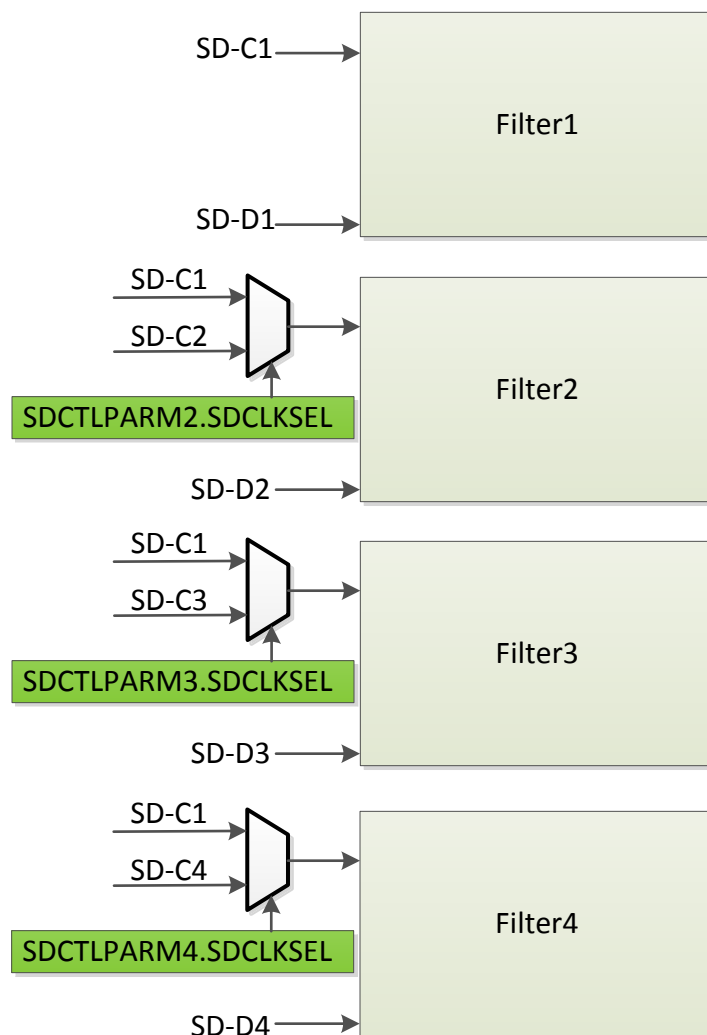 SD-C1
Filter1
SD-D1
SD-C1
SD-C2
Filter2
SDCTLPARM2.SDCLKSEL
SD-D2
SD-C1
SD-C3
Filter3
SDCTLPARM3.SDCLKSEL
SD-D3
SD-C1
SD-C4
Filter4
SDCTLPARM4.SDCLKSEL
SD-D4